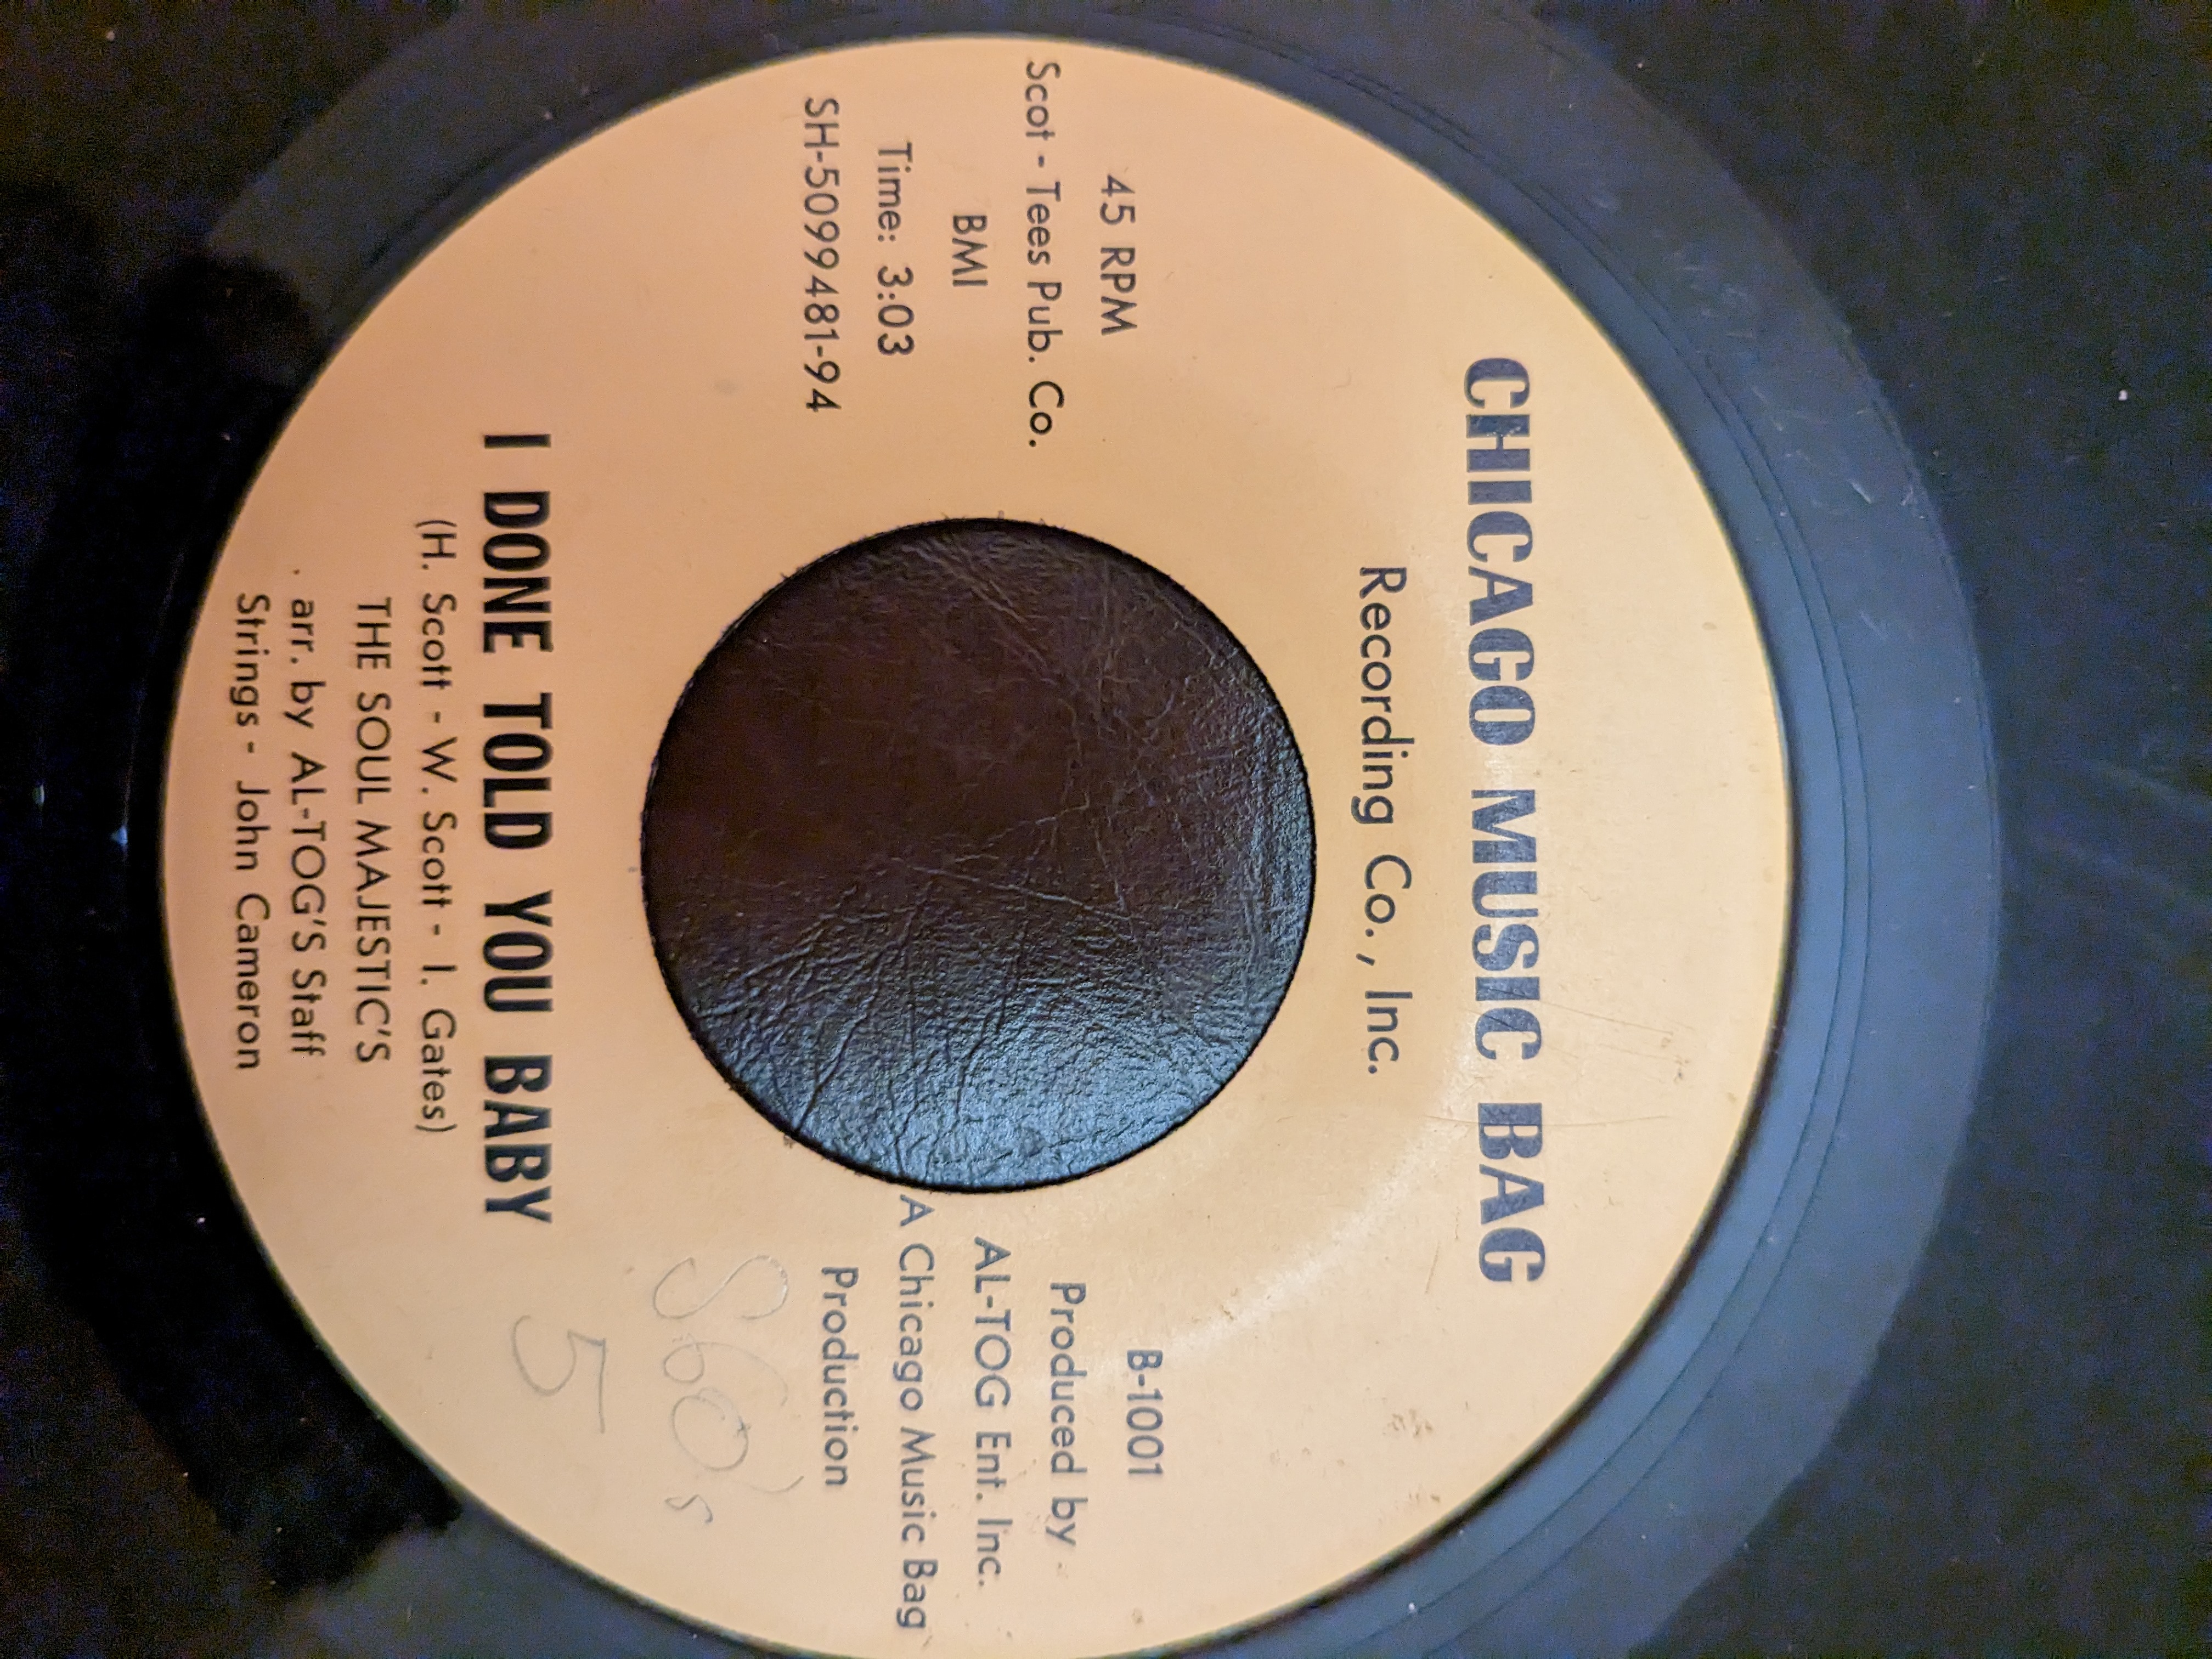 CHICAGO MUSIC BAG
Recording Co., Inc.
45 RPM
Scot - Tees Pub. Co.
BMI
Time: 3:03
SH-5099481-94
B-1001
Produced by
AL-TOG Ent. Inc.
A Chicago Music Bag
Production
I DONE TOLD YOU BABY
(H. Scott - W. Scott - I. Gates)
THE SOUL MAJESTIC'S
arr. by AL-TOG'S Staff
Strings - John Cameron
5